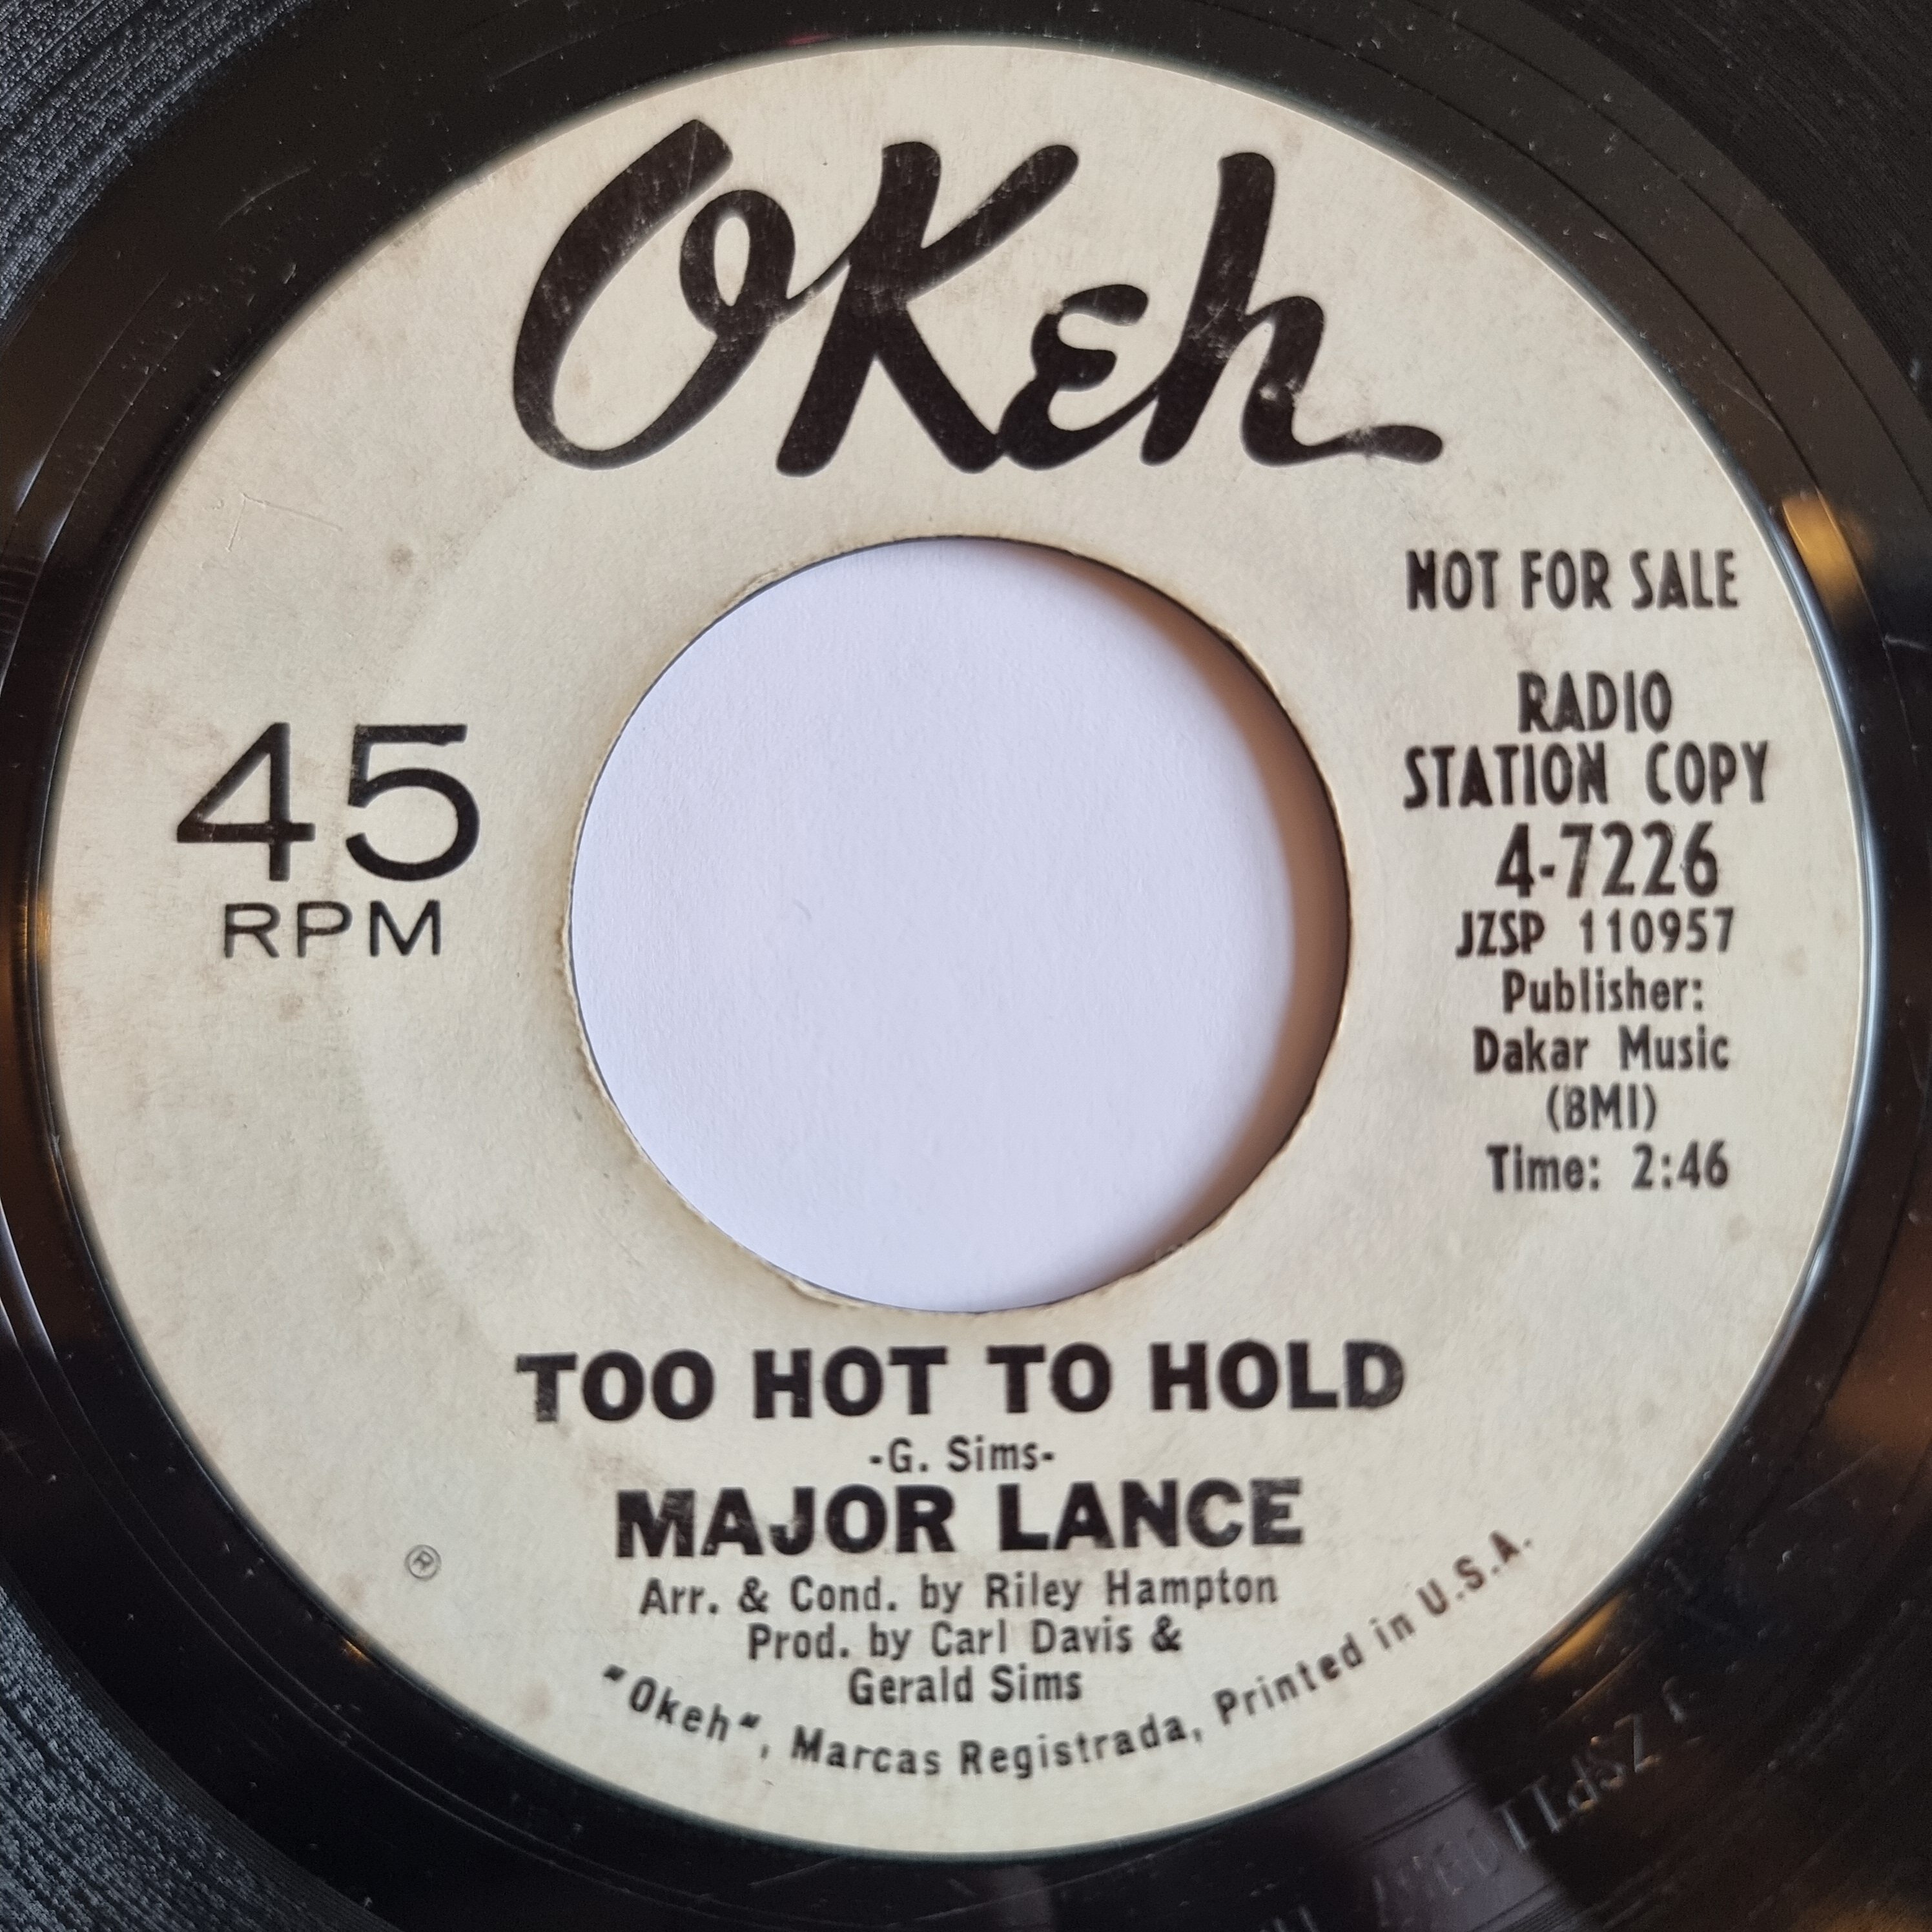 OKeh
NOT FOR SALE
RADIO
STATION COPY
45
RPM
4-7226
JZSP 110957
Publisher:
Dakar Music
(BMI)
Time: 2:46
TOO HOT TO HOLD
-G. Sims-
MAJOR LANCE
Arr. & Cond. by Riley Hampton
Prod. by Carl Davis &
Gerald Sims
®
"Okeh", Marcas Registrada, Printed in U.S.A.